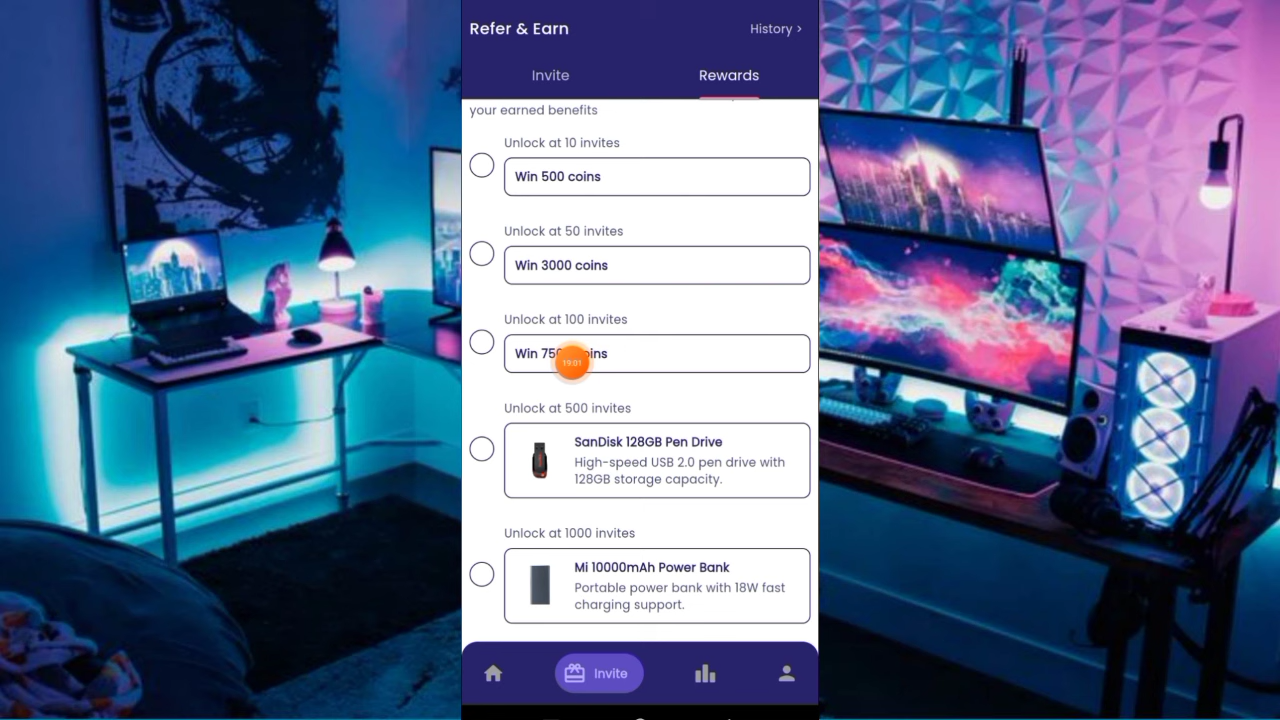 Refer & Earn
History >
Invite
Rewards
your earned benefits
Unlock at 10 invites
Win 500 coins
Unlock at 50 invites
Win 3000 coins
Unlock at 100 invites
Win
19:01
Unlock at 500 invites
SanDisk 128GB Pen Drive
High-speed USB 2.0 pen drive with
128GB storage capacity.
Unlock at 1000 invites
Mi 10000mAh Power Bank
Portable power bank with 18W fast
charging support.
Invite